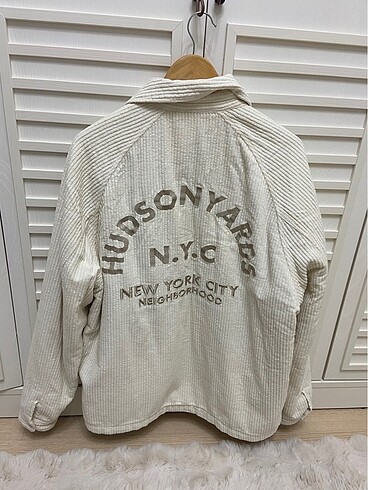 HUDSONYARDS
N.Y.C
NEW YORK CITY
NEIGHBORHOOD